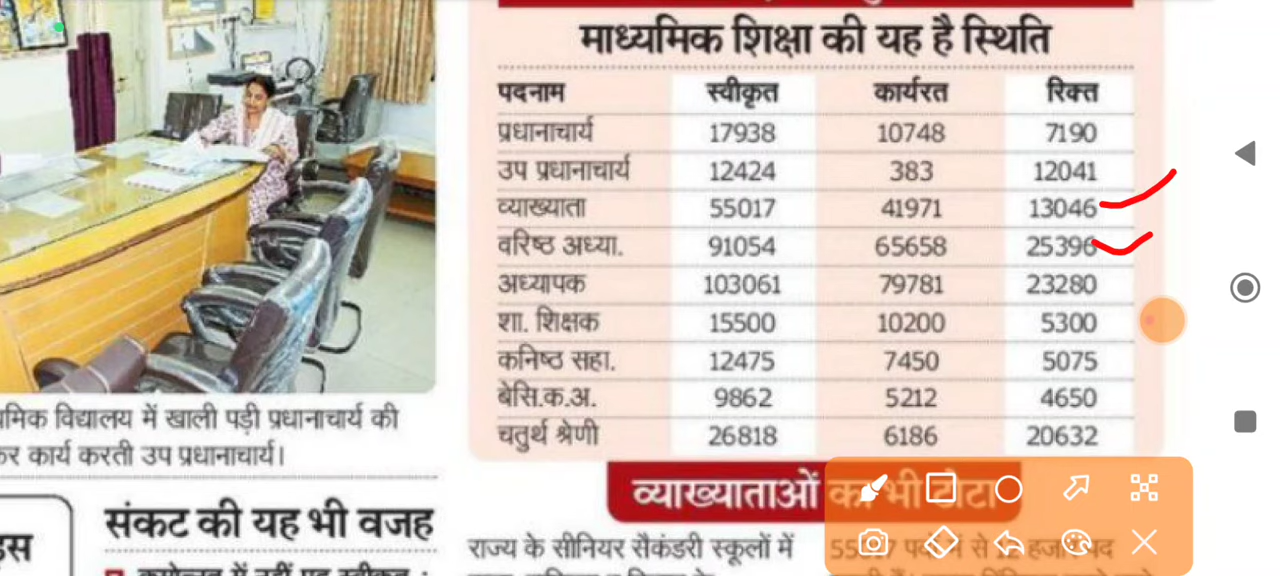 माध्यमिक शिक्षा की यह है स्थिति
पदनाम स्वीकृत कार्यरत रिक्त
प्रधानाचार्य 17938 10748 7190
उप प्रधानाचार्य 12424 383 12041
व्याख्याता 55017 41971 13046
वरिष्ठ अध्या. 91054 65658 25396
अध्यापक 103061 79781 23280
शा. शिक्षक 15500 10200 5300
कनिष्ठ सहा. 12475 7450 5075
बेसि.क.अ. 9862 5212 4650
चतुर्थ श्रेणी 26818 6186 20632
विद्यालय में खाली पड़ी प्रधानाचार्य की
कार्य करती उप प्रधानाचार्य।
संकट की यह भी वजह
व्याख्याताओं का भी टोटा
राज्य के सीनियर सैकंडरी स्कूलों में